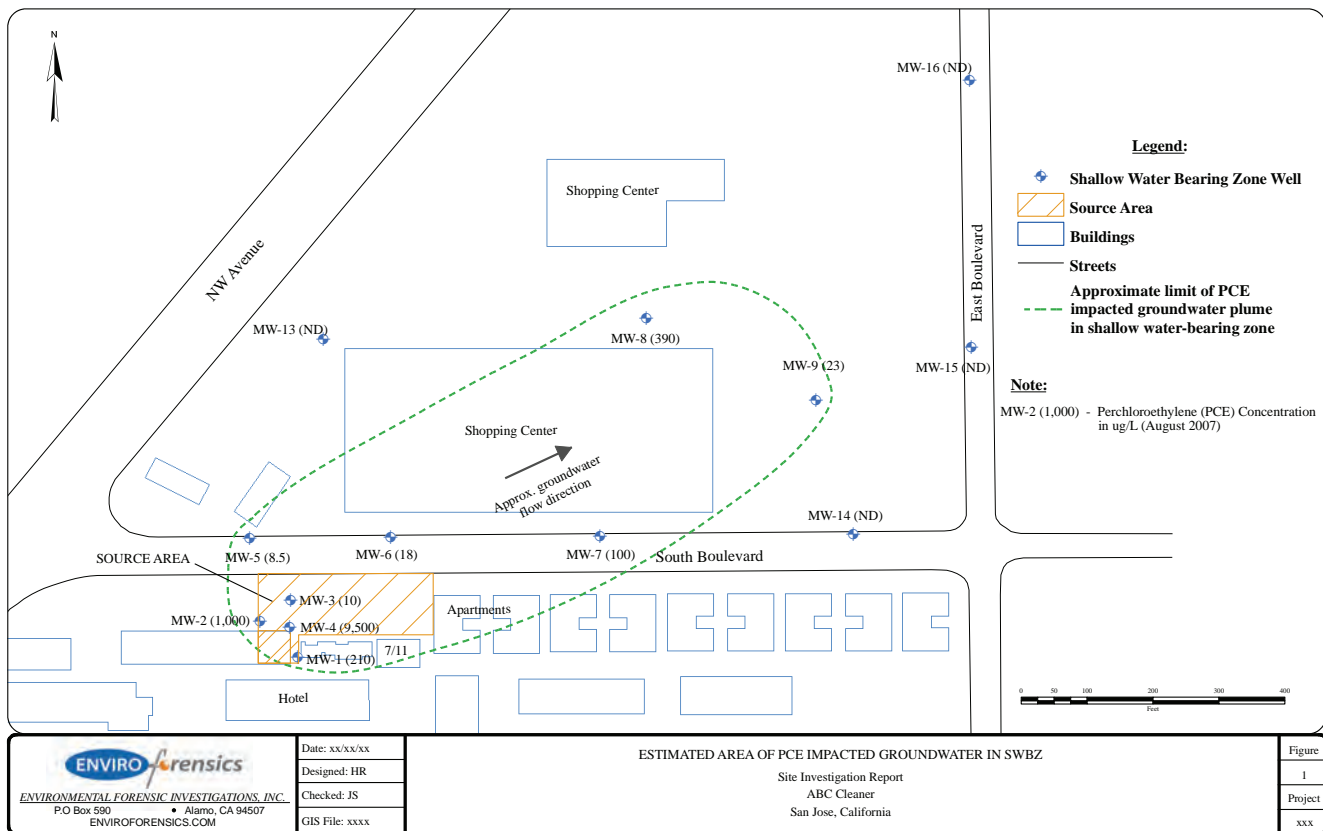 N
MW-16 (ND)
Legend:
Shallow Water Bearing Zone Well
Source Area
Buildings
Streets
Approximate limit of PCE
impacted groundwater plume
in shallow water-bearing zone
Shopping Center
NW Avenue
East Boulevard
MW-13 (ND)
MW-8 (390)
MW-9 (23)
MW-15 (ND)
Note:
MW-2 (1,000) - Perchloroethylene (PCE) Concentration
in ug/L (August 2007)
Shopping Center
Approx. groundwater
flow direction
MW-14 (ND)
MW-5 (8.5)
MW-6 (18)
MW-7 (100)
South Boulevard
SOURCE AREA
MW-3 (10)
MW-2 (1,000)
MW-4 (9,500)
Apartments
MW-1 (210)
7/11
Hotel
0 50 100 200 300 400
Feet
ENVIROforensics
ENVIRONMENTAL FORENSIC INVESTIGATIONS, INC.
P.O Box 590 • Alamo, CA 94507
ENVIROFORENSICS.COM
Date: xx/xx/xx
Designed: HR
Checked: JS
GIS File: xxxx
ESTIMATED AREA OF PCE IMPACTED GROUNDWATER IN SWBZ
Site Investigation Report
ABC Cleaner
San Jose, California
Figure
1
Project
xxx